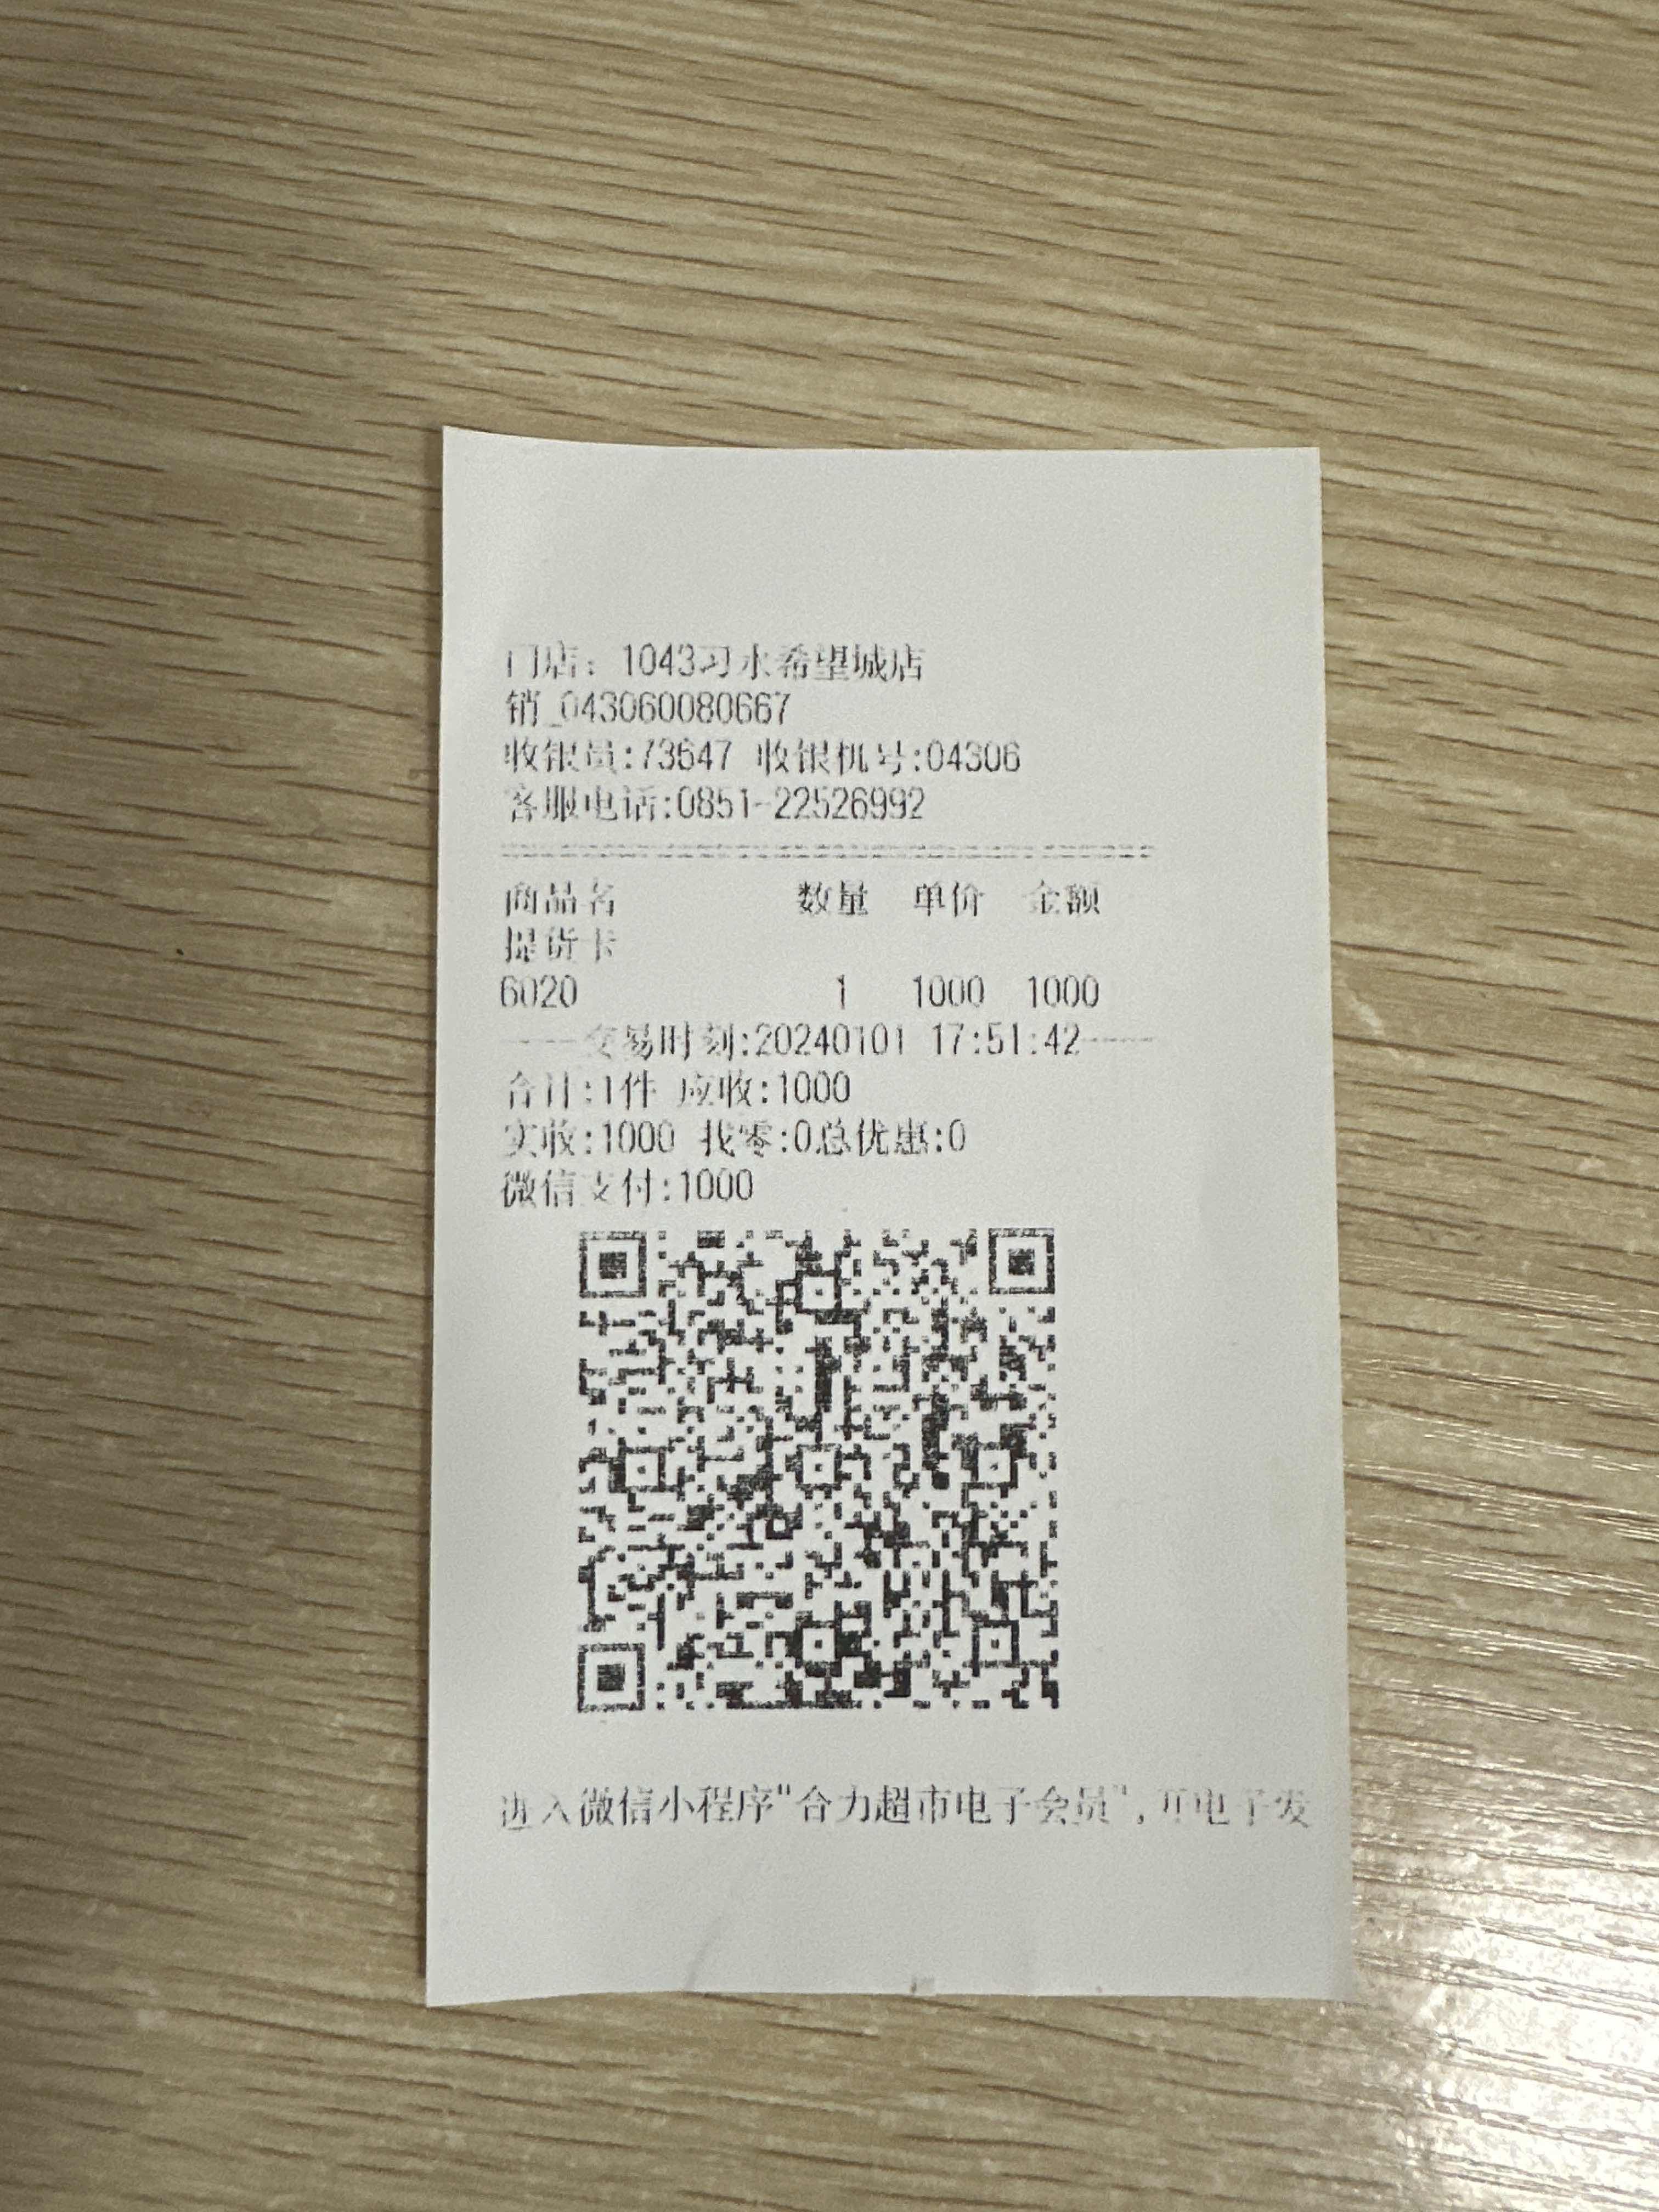 门店：1043习水希望城店
销_043060080667
收银员:73647 收银机号:04306
客服电话:0851-22526992
--------------------------------
商品名 数量 单价 金额
提货卡
6020 1 1000 1000
----交易时刻:20240101 17:51:42----
合计:1件 应收:1000
实收:1000 找零:0总优惠:0
微信支付:1000
进入微信小程序"合力超市电子会员",开电子发